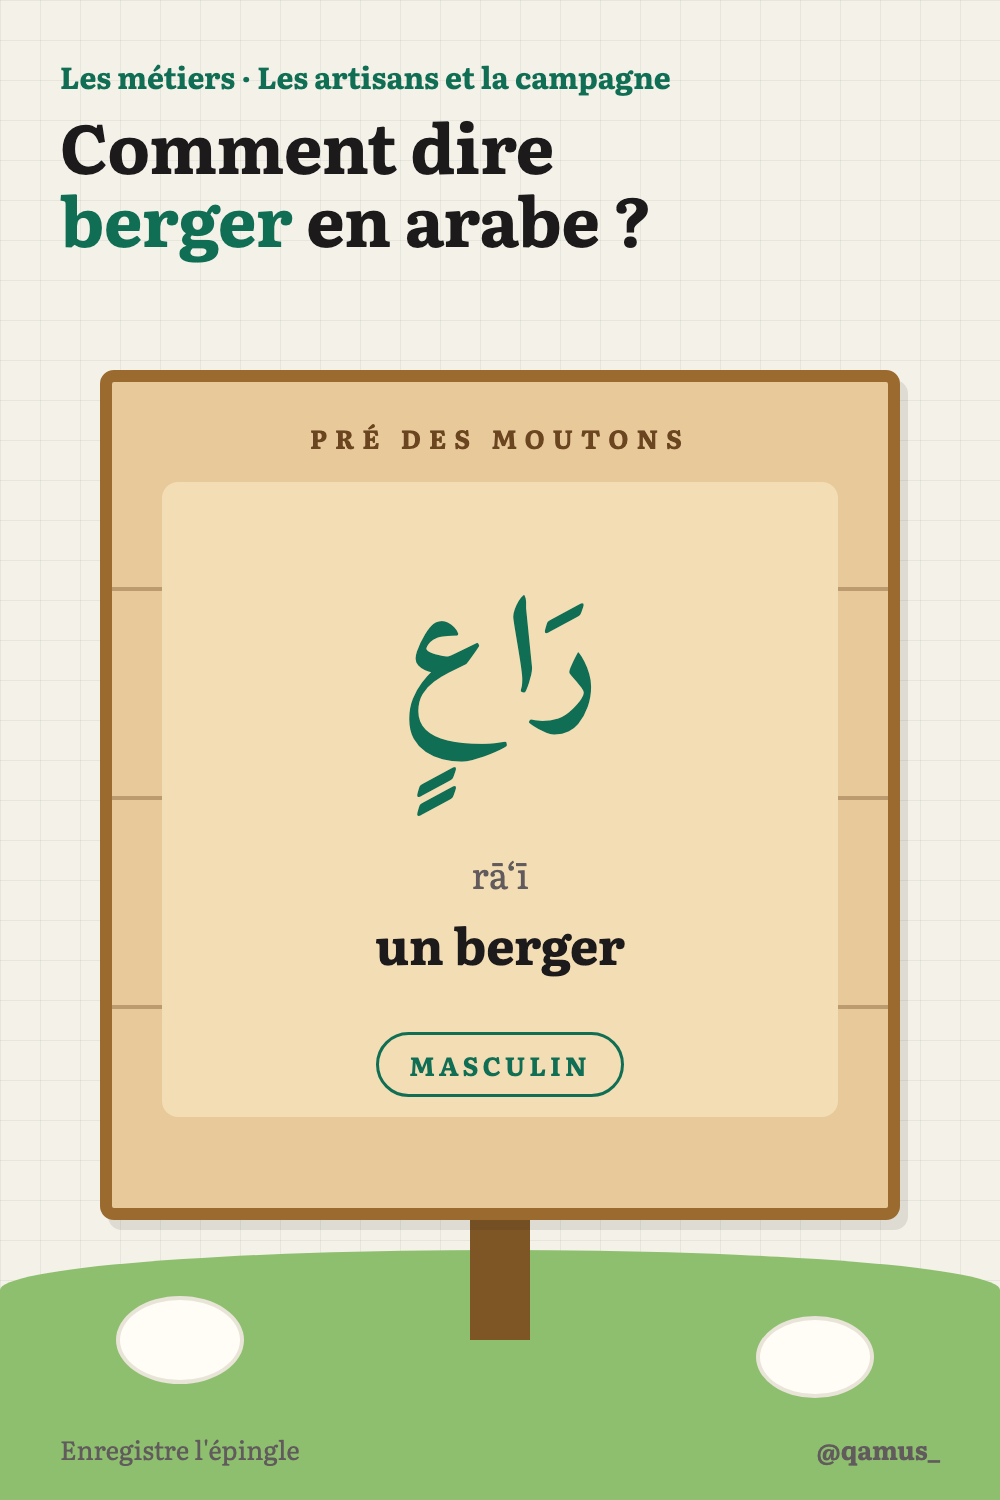 Les métiers · Les artisans et la campagne
Comment dire
berger en arabe ?
PRÉ DES MOUTONS
رَاعٍ
rā‘ī
un berger
MASCULIN
Enregistre l'épingle
@qamus_